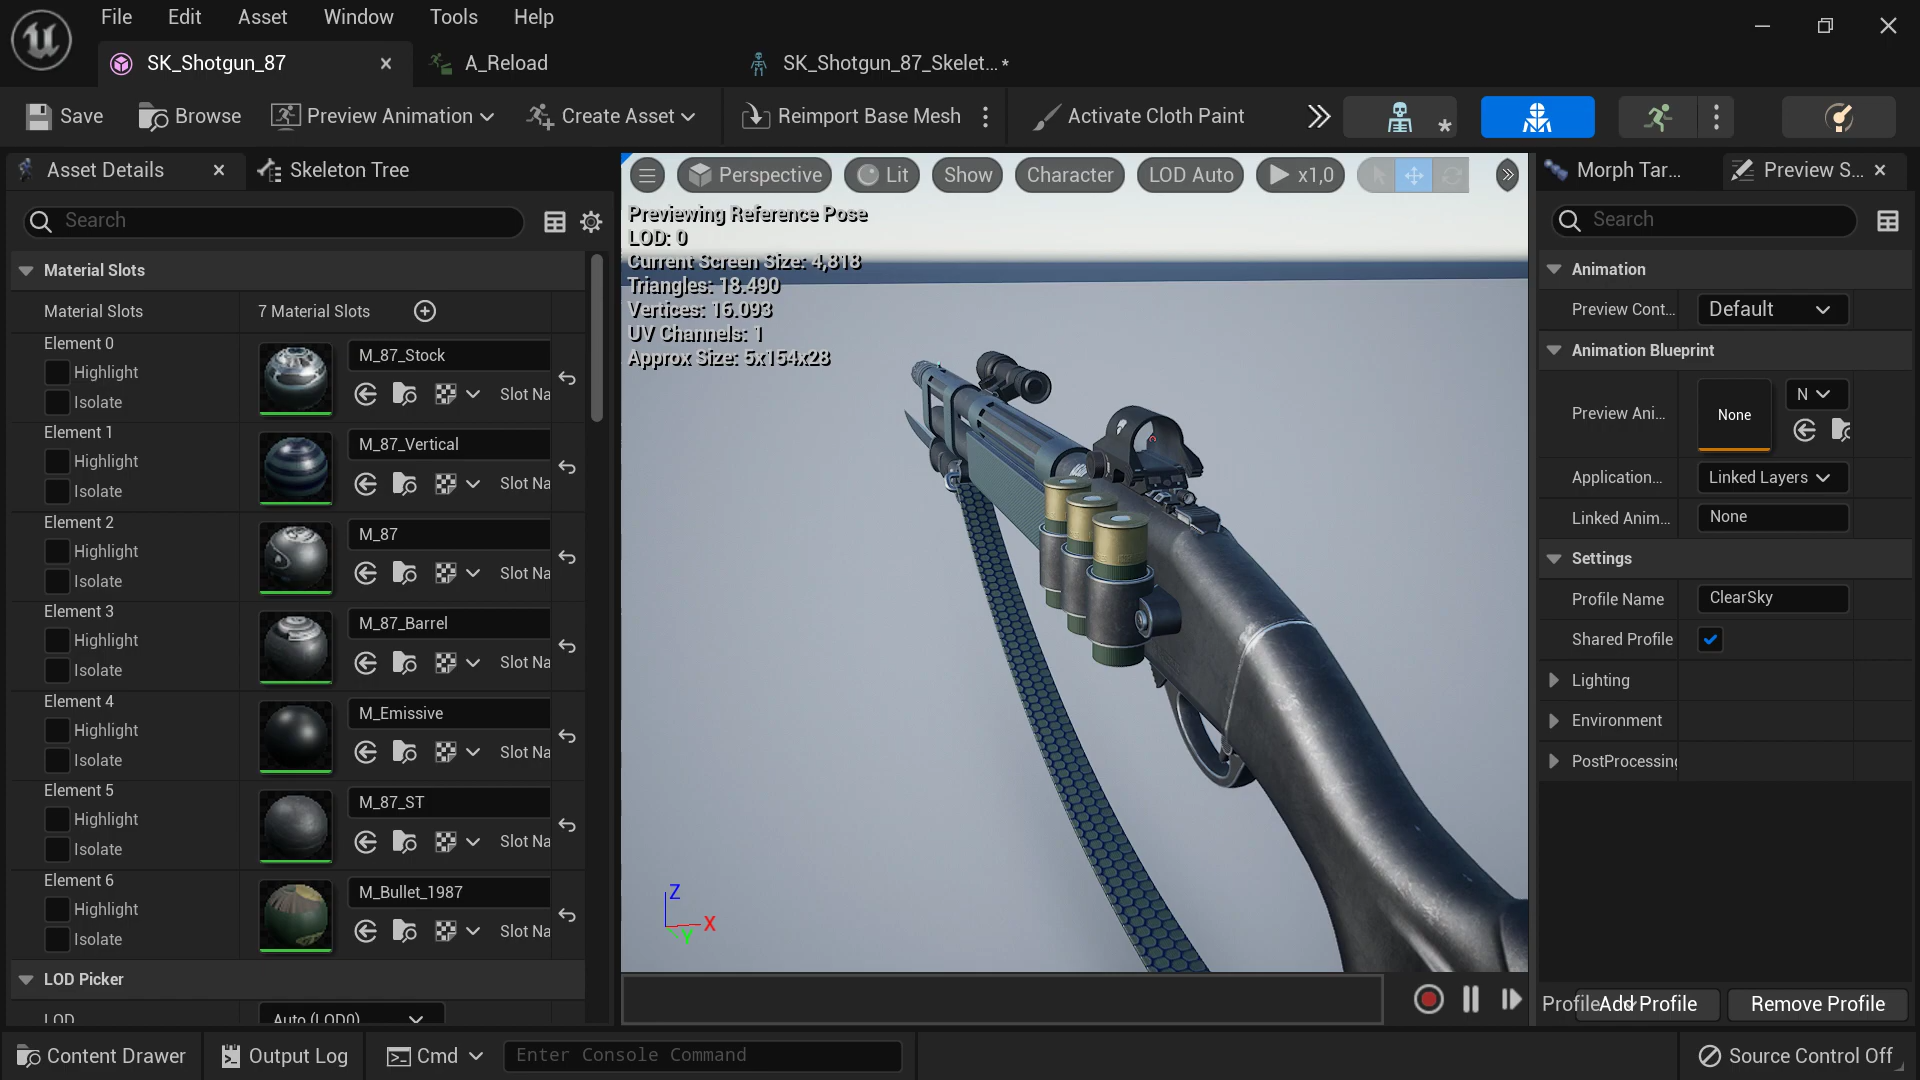 File Edit Asset Window Tools Help
SK_Shotgun_87
A_Reload
SK_Shotgun_87_Skelet...*
Save
Browse
Preview Animation
Create Asset
Reimport Base Mesh
Activate Cloth Paint
Asset Details
Skeleton Tree
Search
Material Slots
Material Slots
7 Material Slots
Element 0
Highlight
Isolate
M_87_Stock
Slot Na
Element 1
Highlight
Isolate
M_87_Vertical
Slot Na
Element 2
Highlight
Isolate
M_87
Slot Na
Element 3
Highlight
Isolate
M_87_Barrel
Slot Na
Element 4
Highlight
Isolate
M_Emissive
Slot Na
Element 5
Highlight
Isolate
M_87_ST
Slot Na
Element 6
Highlight
Isolate
M_Bullet_1987
Slot Na
LOD Picker
LOD
Auto (LOD0)
Perspective
Lit
Show
Character
LOD Auto
x1,0
Previewing Reference Pose
LOD: 0
Current Screen Size: 4,818
Triangles: 18.490
Vertices: 16.093
UV Channels: 1
Approx Size: 5x154x28
Z
X
Y
Morph Tar...
Preview S...
Search
Animation
Preview Cont...
Default
Animation Blueprint
Preview Ani...
None
N
Application...
Linked Layers
Linked Anim...
None
Settings
Profile Name
ClearSky
Shared Profile
Lighting
Environment
PostProcessing
Profile
Add Profile
Remove Profile
Content Drawer
Output Log
Cmd
Enter Console Command
Source Control Off